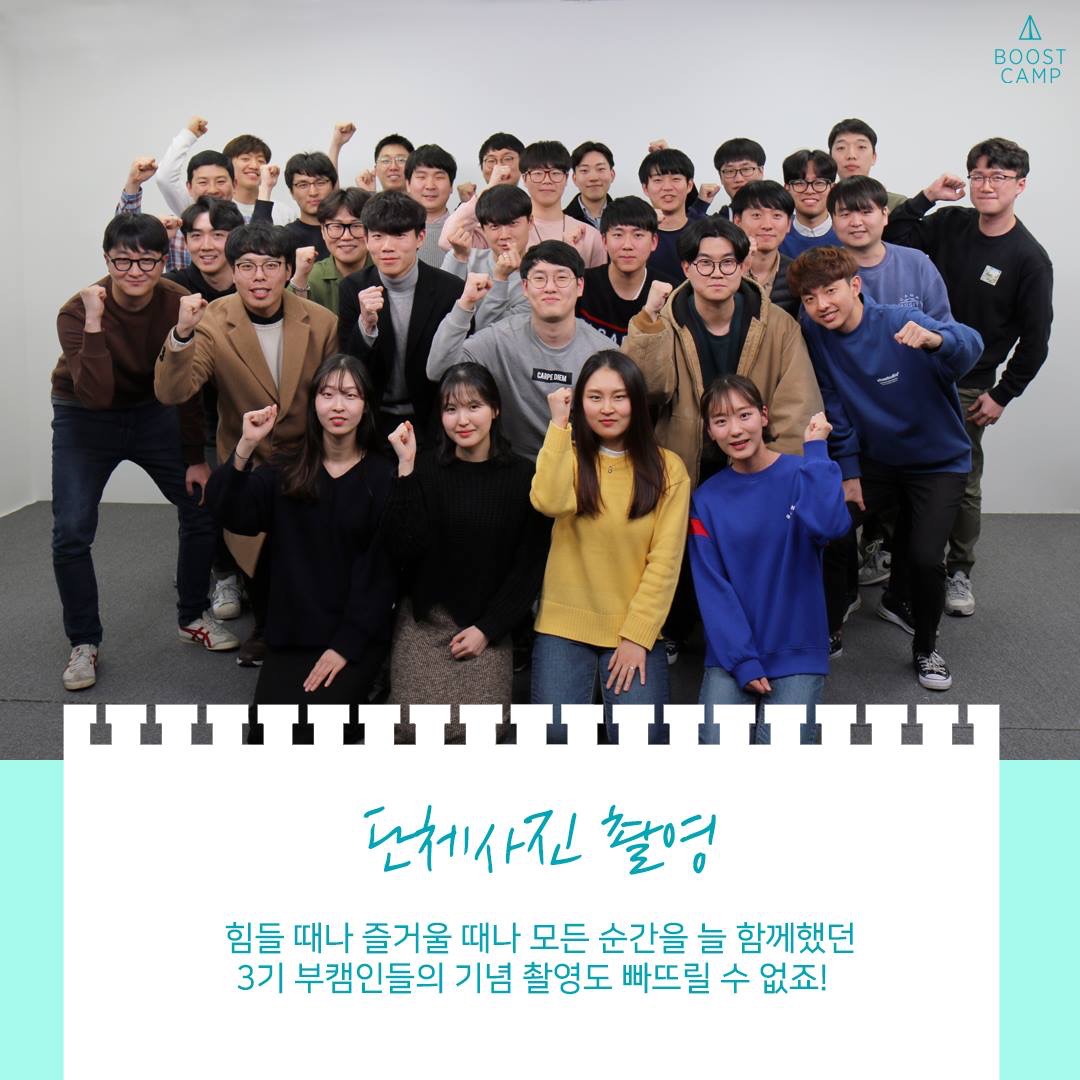 BOOST
CAMP
CARPE DIEM
단체사진 촬영
힘들 때나 즐거울 때나 모든 순간을 늘 함께했던
3기 부캠인들의 기념 촬영도 빠뜨릴 수 없죠!